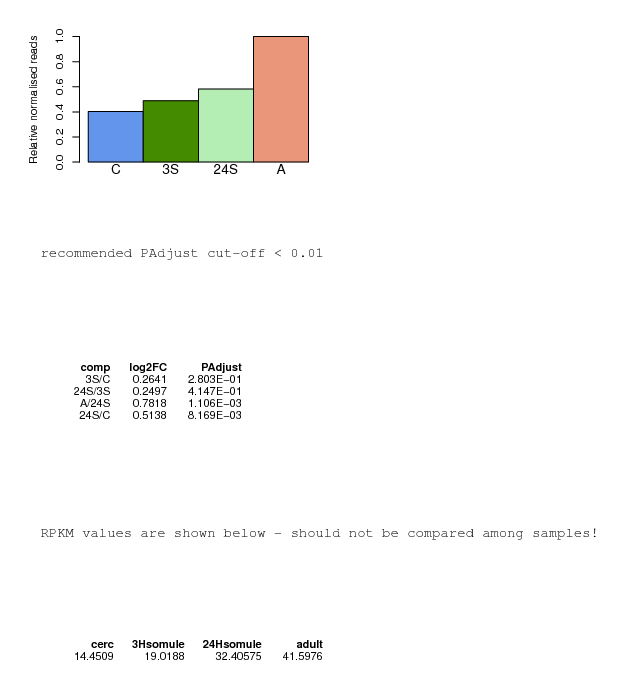 Relative normalised reads
1.0
0.8
0.6
0.4
0.2
0.0
C 3S 24S A
recommended PAdjust cut-off < 0.01
comp log2FC PAdjust
3S/C 0.2641 2.803E-01
24S/3S 0.2497 4.147E-01
A/24S 0.7818 1.106E-03
24S/C 0.5138 8.169E-03
RPKM values are shown below - should not be compared among samples!
cerc 3Hsomule 24Hsomule adult
14.4509 19.0188 32.40575 41.5976